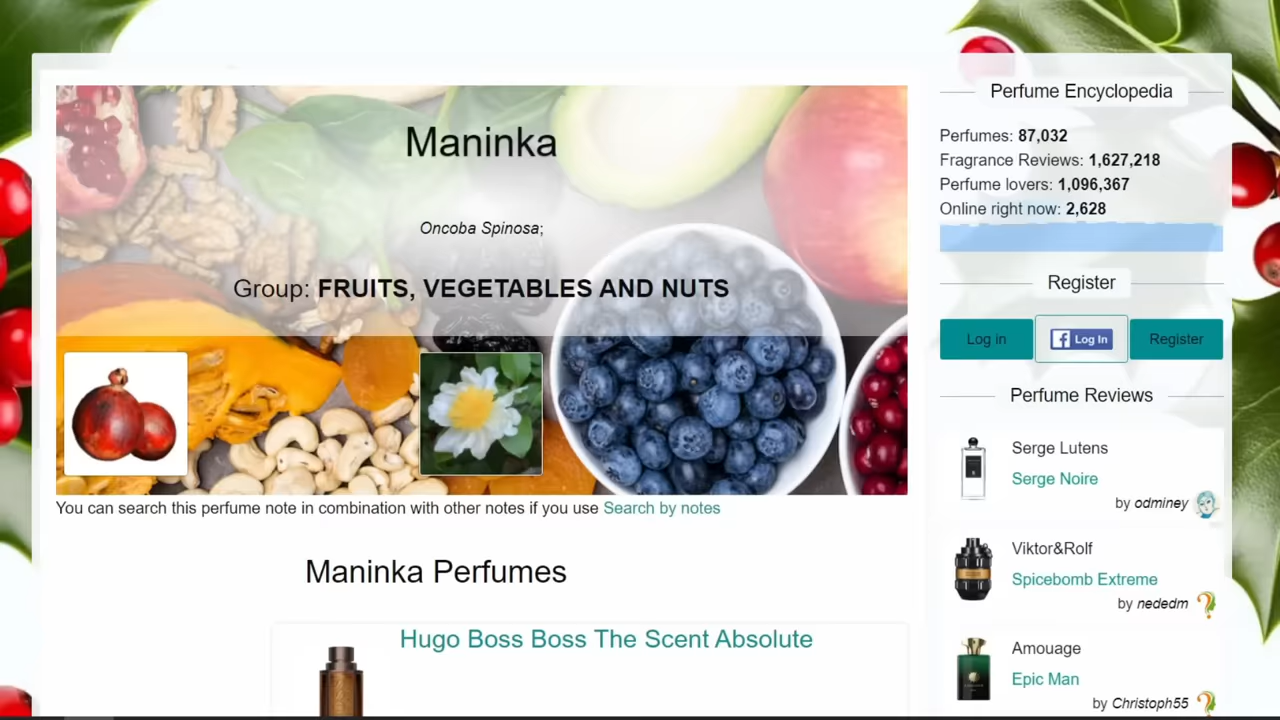 Maninka
Oncoba Spinosa;
Group: FRUITS, VEGETABLES AND NUTS
You can search this perfume note in combination with other notes if you use Search by notes
Maninka Perfumes
Hugo Boss Boss The Scent Absolute
Perfume Encyclopedia
Perfumes: 87,032
Fragrance Reviews: 1,627,218
Perfume lovers: 1,096,367
Online right now: 2,628
Register
Log in
Log In
Register
Perfume Reviews
Serge Lutens
Serge Noire
by odminey
Viktor&Rolf
Spicebomb Extreme
by nededm
Amouage
Epic Man
by Christoph55